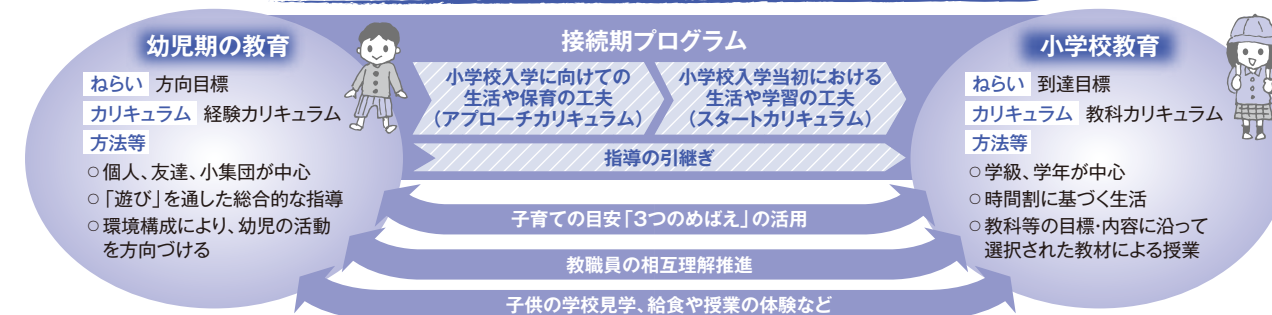 幼児期の教育
ねらい 方向目標
カリキュラム 経験カリキュラム
方法等
○個人、友達、小集団が中心
○「遊び」を通した総合的な指導
○環境構成により、幼児の活動
を方向づける
接続期プログラム
小学校入学に向けての
生活や保育の工夫
（アプローチカリキュラム）
小学校入学当初における
生活や学習の工夫
（スタートカリキュラム）
指導の引継ぎ
子育ての目安「3つのめばえ」の活用
教職員の相互理解推進
子供の学校見学、給食や授業の体験など
小学校教育
ねらい 到達目標
カリキュラム 教科カリキュラム
方法等
○学級、学年が中心
○時間割に基づく生活
○教科等の目標・内容に沿って
選択された教材による授業